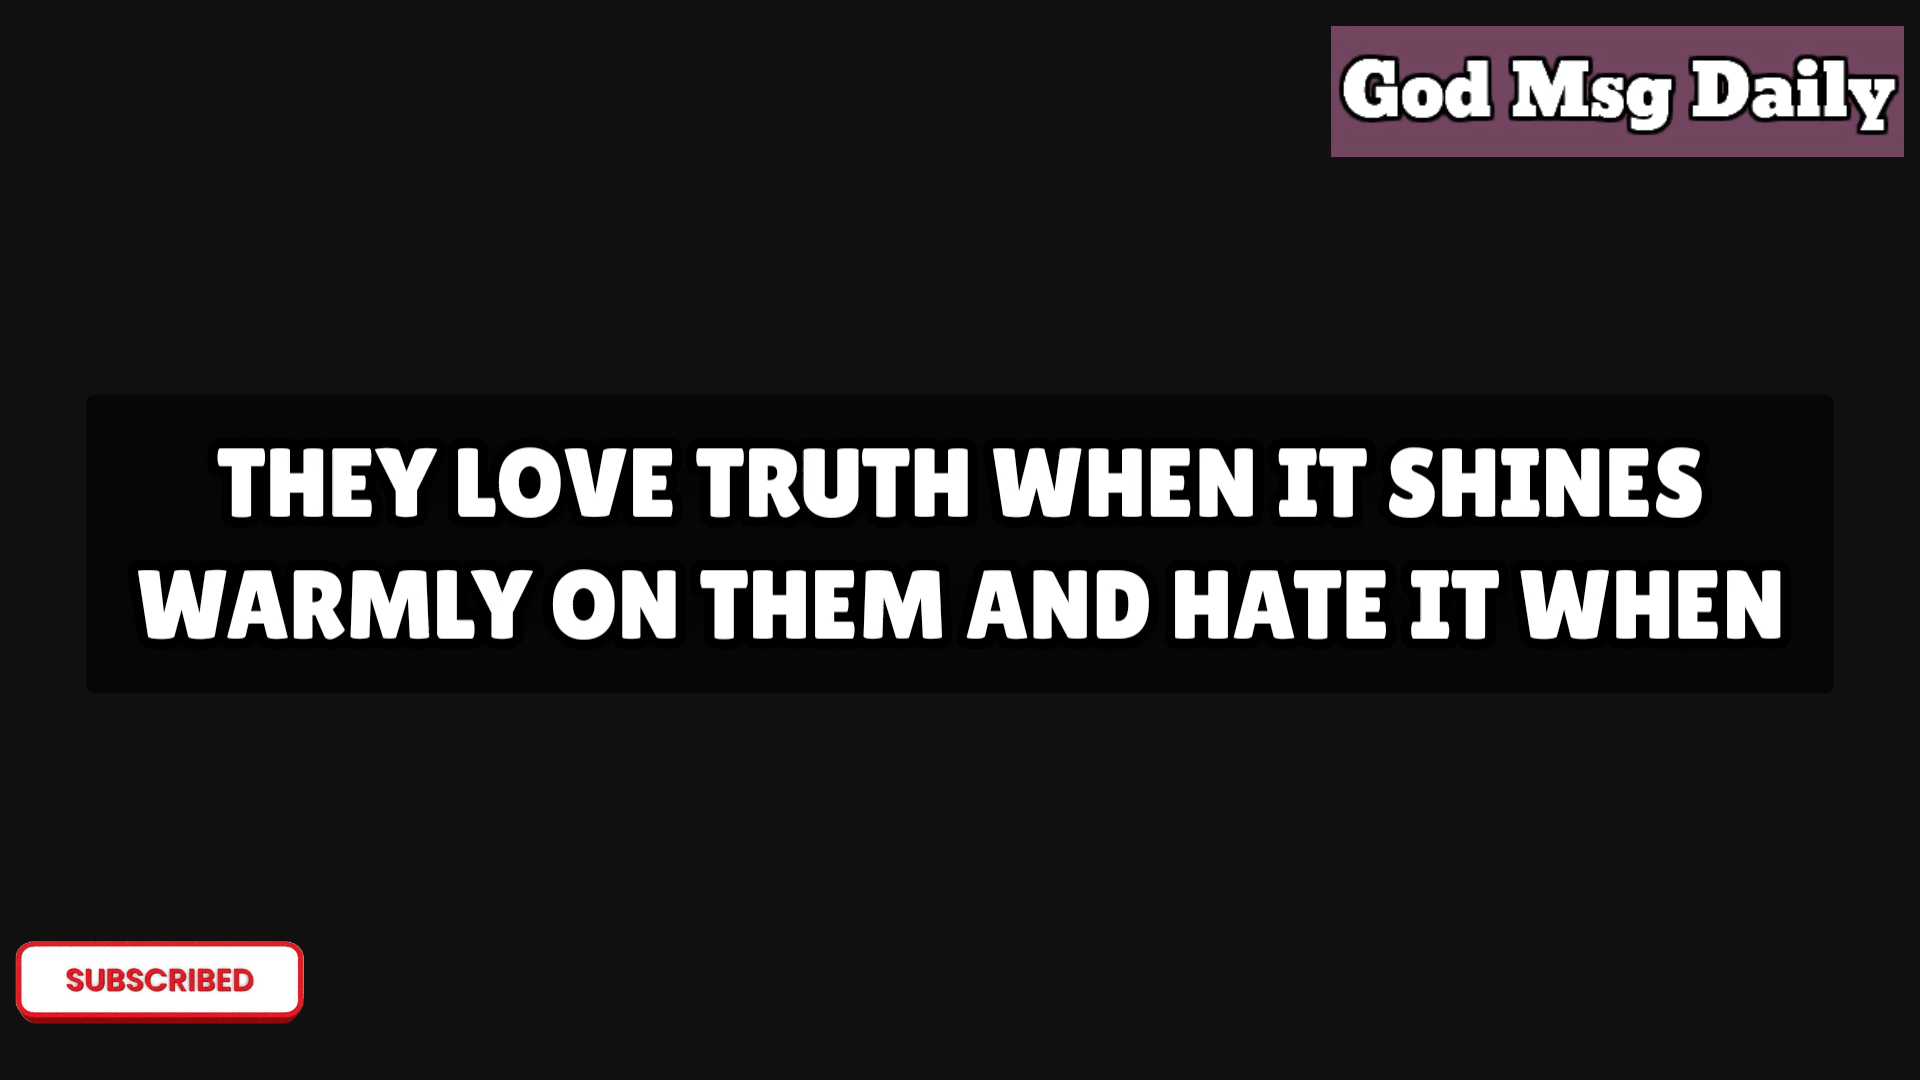 God Msg Daily
THEY LOVE TRUTH WHEN IT SHINES
WARMLY ON THEM AND HATE IT WHEN
SUBSCRIBED